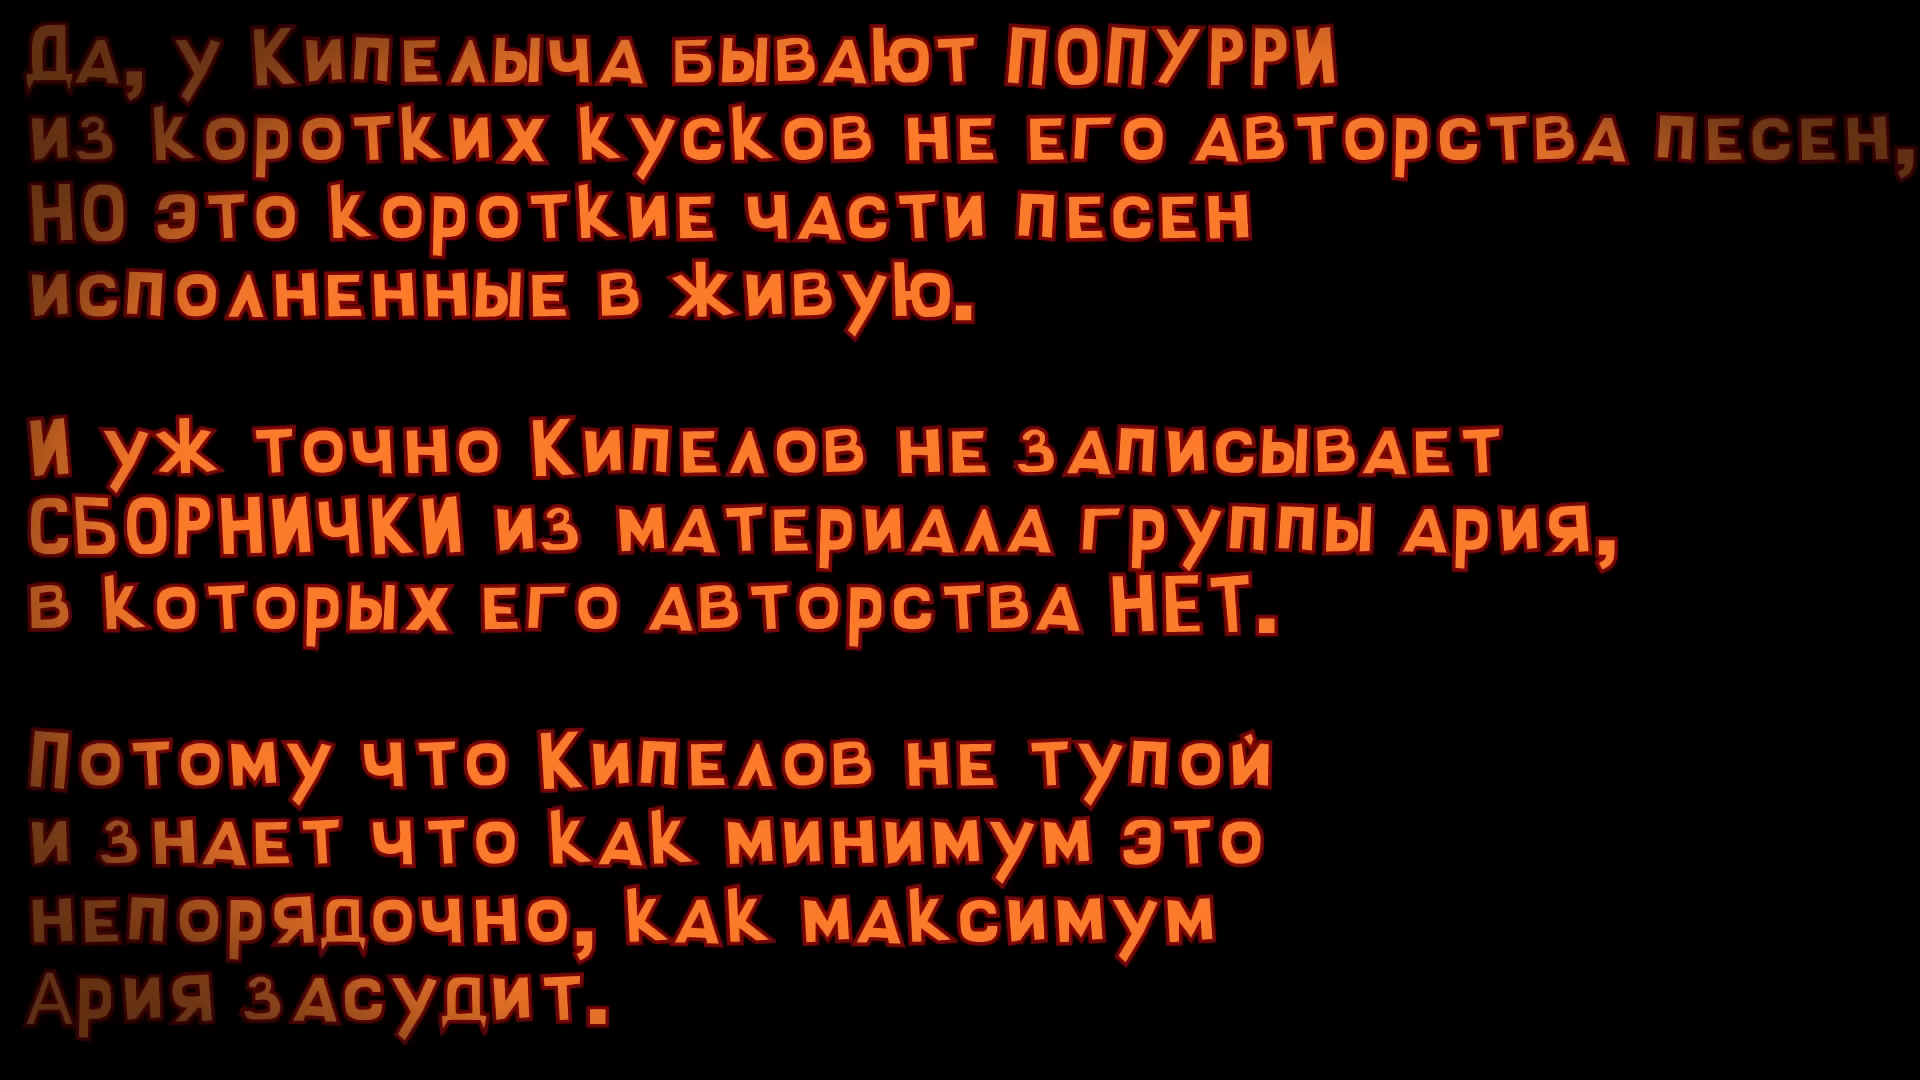 Да, у Кипелыча бывают ПОПУРРИ
из коротких кусков не его авторства песен,
НО это короткие части песен
исполненные в живую.
И уж точно Кипелов не записывает
СБОРНИЧКИ из материала группы ария,
в которых его авторства НЕТ.
Потому что Кипелов не тупой
и знает что как минимум это
непорядочно, как максимум
Ария засудит.